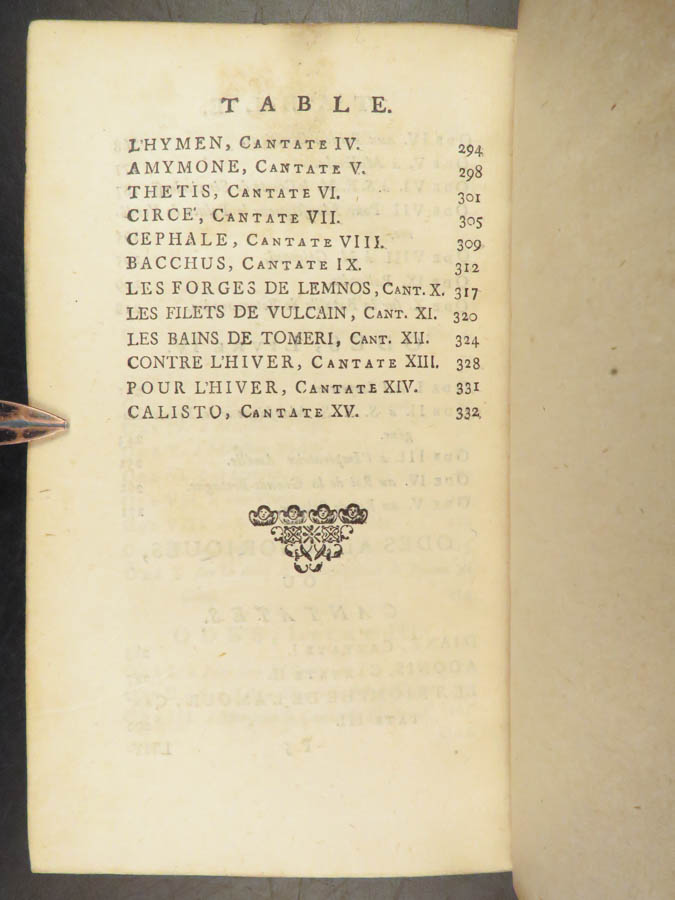 TABLE.
L'HYMEN, CANTATE IV. 294
AMYMONE, CANTATE V. 298
THETIS, CANTATE VI. 301
CIRCE', CANTATE VII. 305
CEPHALE, CANTATE VIII. 309
BACCHUS, CANTATE IX. 312
LES FORGES DE LEMNOS, CANT. X. 317
LES FILETS DE VULCAIN, CANT. XI. 320
LES BAINS DE TOMERI, CANT. XII. 324
CONTRE L'HIVER, CANTATE XIII. 328
POUR L'HIVER, CANTATE XIV. 331
CALISTO, CANTATE XV. 332